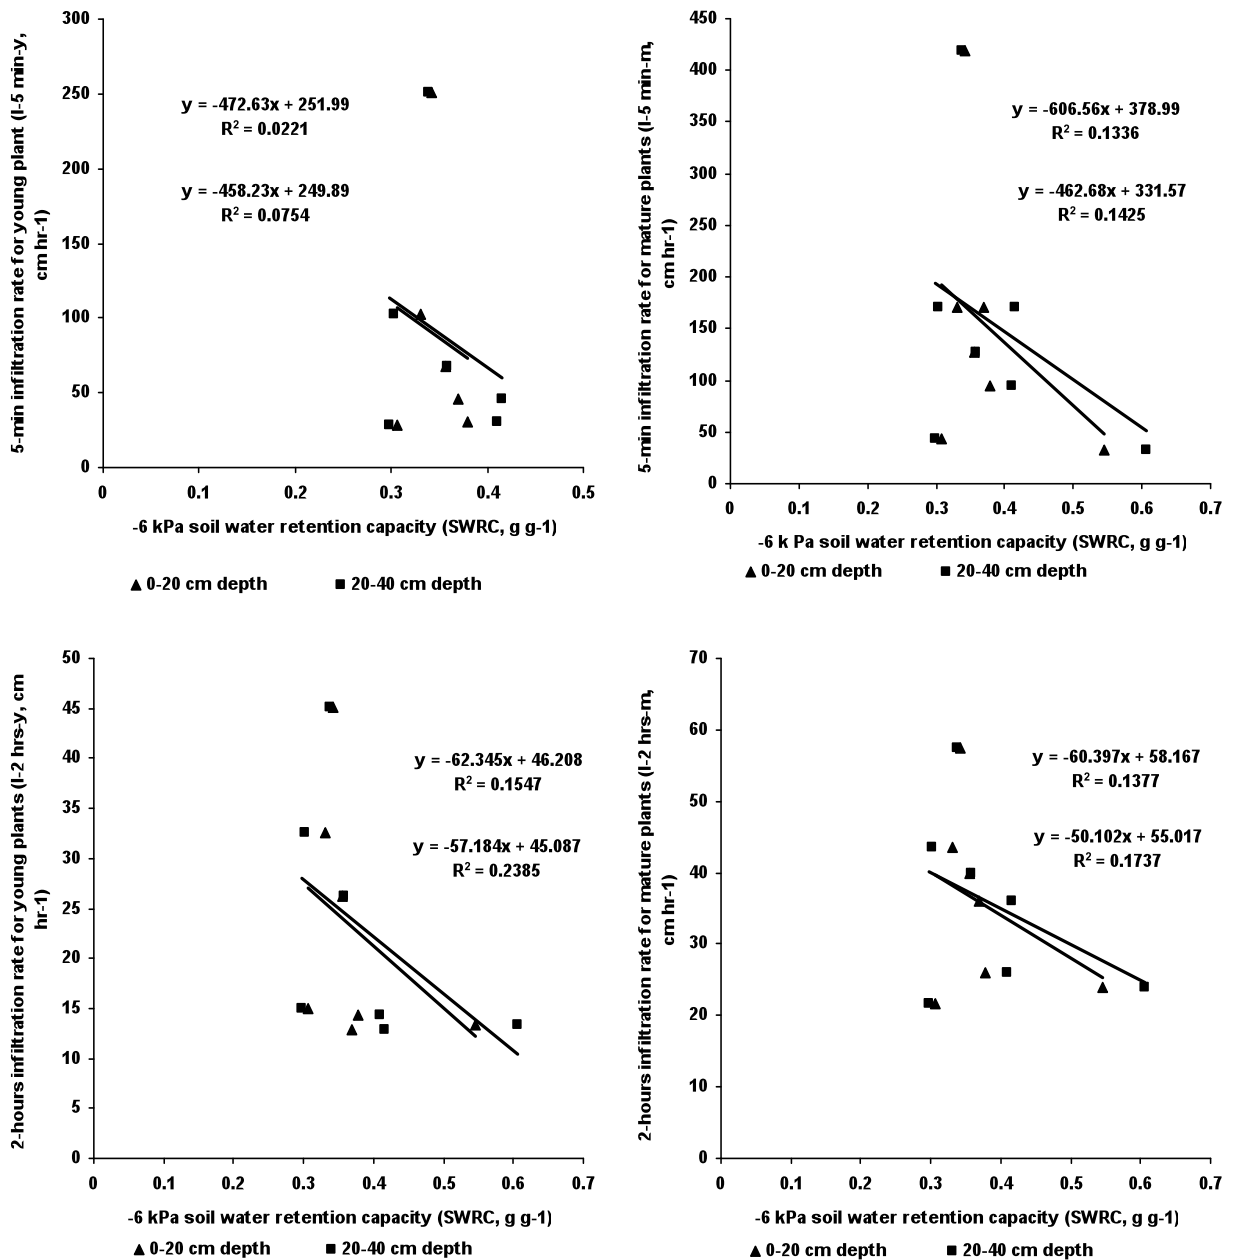 5-min infiltration rate for young plant (I-5 min-y,
cm hr-1)
300
250
200
150
100
50
0
y = -472.63x + 251.99
R2 = 0.0221
y = -458.23x + 249.89
R2 = 0.0754
0 0.1 0.2 0.3 0.4 0.5
-6 kPa soil water retention capacity (SWRC, g g-1)
▲ 0-20 cm depth ■ 20-40 cm depth
5-min infiltration rate for mature plants (I-5 min-m,
cm hr-1)
450
400
350
300
250
200
150
100
50
0
y = -606.56x + 378.99
R2 = 0.1336
y = -462.68x + 331.57
R2 = 0.1425
0 0.1 0.2 0.3 0.4 0.5 0.6 0.7
-6 k Pa soil water retention capacity (SWRC, g g-1)
▲ 0-20 cm depth ■ 20-40 cm depth
2-hours infiltration rate for young plants (I-2 hrs-y, cm
hr-1)
50
45
40
35
30
25
20
15
10
5
0
y = -62.345x + 46.208
R2 = 0.1547
y = -57.184x + 45.087
R2 = 0.2385
0 0.1 0.2 0.3 0.4 0.5 0.6 0.7
-6 kPa soil water retention capacity (SWRC, g g-1)
▲ 0-20 cm depth ■ 20-40 cm depth
2-hours infiltration rate for mature plants (I-2 hrs-m,
cm hr-1)
70
60
50
40
30
20
10
0
y = -60.397x + 58.167
R2 = 0.1377
y = -50.102x + 55.017
R2 = 0.1737
0 0.1 0.2 0.3 0.4 0.5 0.6 0.7
-6 kPa soil water retention capacity (SWRC, g g-1)
▲ 0-20 cm depth ■ 20-40 cm depth